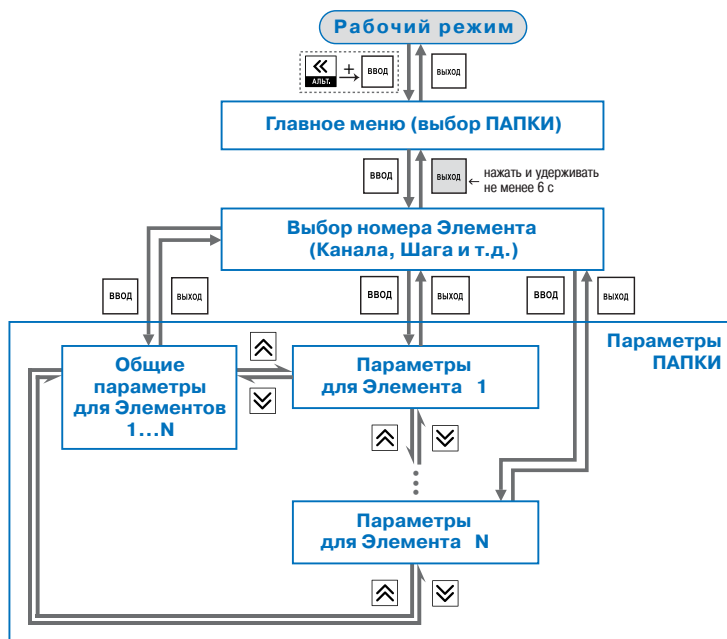 Рабочий режим
« АЛЬТ. + ВВОД
ВЫХОД
Главное меню (выбор ПАПКИ)
ВВОД
ВЫХОД
← нажать и удерживать
не менее 6 с
Выбор номера Элемента
(Канала, Шага и т.д.)
ВВОД
ВЫХОД
ВВОД
ВЫХОД
ВВОД
ВЫХОД
Параметры
ПАПКИ
Общие
параметры
для Элементов
1...N
Параметры
для Элемента 1
Параметры
для Элемента N